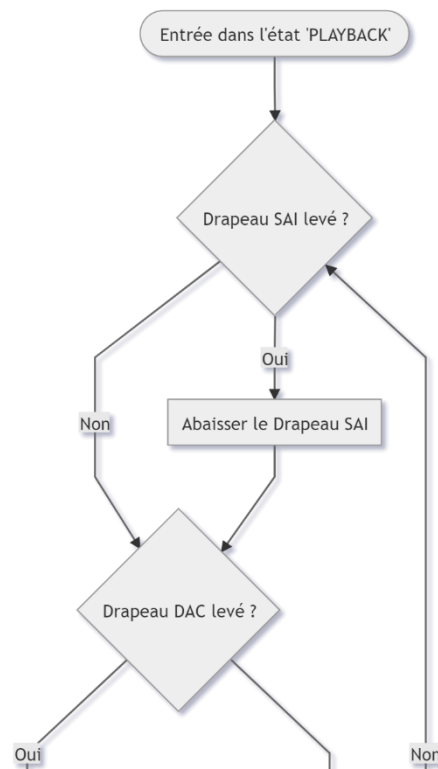 Entrée dans l'état 'PLAYBACK'
Drapeau SAI levé ?
Oui
Non
Abaisser le Drapeau SAI
Drapeau DAC levé ?
Oui
Non